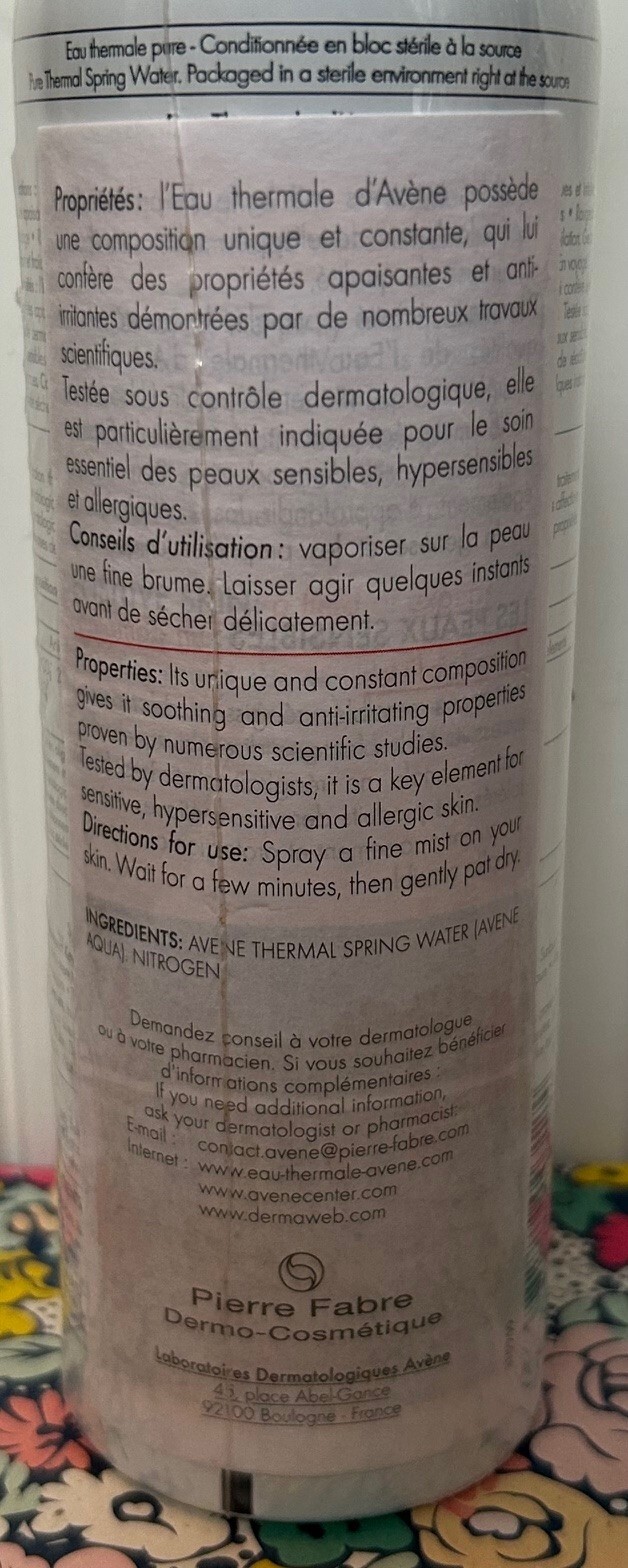 Eau thermale pure - Conditionnée en bloc stérile à la source
Pure Thermal Spring Water. Packaged in a sterile environment right at the source
Propriétés: l'Eau thermale d'Avène possède
une composition unique et constante, qui lui
confère des propriétés apaisantes et anti-
irritantes démontrées par de nombreux travaux
scientifiques.
Testée sous contrôle dermatologique, elle
est particulièrement indiquée pour le soin
essentiel des peaux sensibles, hypersensibles
et allergiques.
Conseils d'utilisation: vaporiser sur la peau
une fine brume. Laisser agir quelques instants
avant de sécher délicatement.
Properties: Its unique and constant composition
gives it soothing and anti-irritating properties
proven by numerous scientific studies.
Tested by dermatologists, it is a key element for
sensitive, hypersensitive and allergic skin.
Directions for use: Spray a fine mist on your
skin. Wait for a few minutes, then gently pat dry.
INGREDIENTS: AVENE THERMAL SPRING WATER (AVENE
AQUA). NITROGEN
Demandez conseil à votre dermatologue
ou à votre pharmacien. Si vous souhaitez bénéficier
d'informations complémentaires :
If you need additional information,
ask your dermatologist or pharmacist:
E-mail : contact.avene@pierre-fabre.com
Internet : www.eau-thermale-avene.com
www.avenecenter.com
www.dermaweb.com
Pierre Fabre
Dermo-Cosmétique
Laboratoires Dermatologiques Avène
45, place Abel-Gance
92100 Boulogne - France